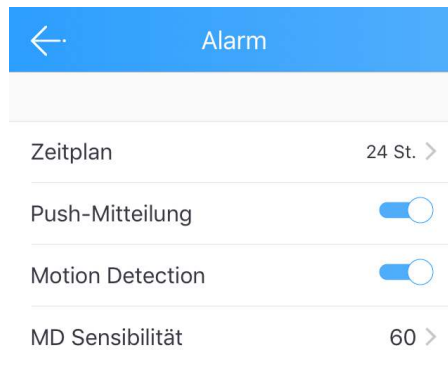 Alarm
Zeitplan 24 St.
Push-Mitteilung
Motion Detection
MD Sensibilität 60